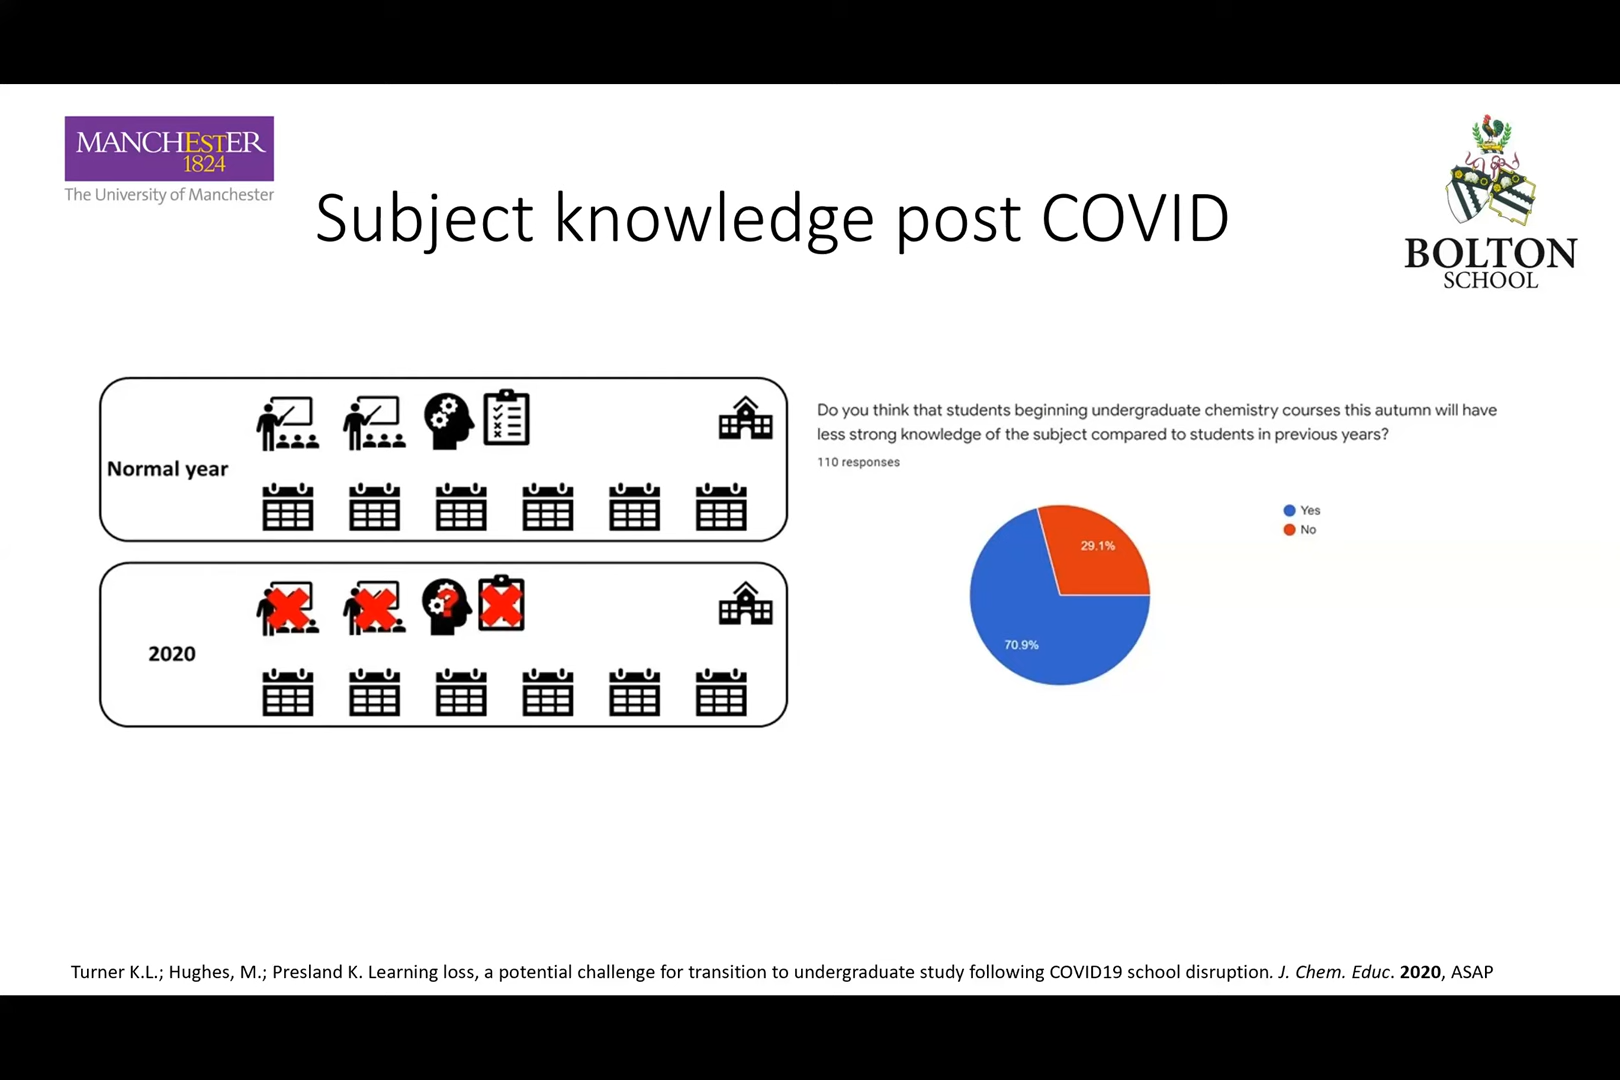 MANCHESTER
1824
The University of Manchester
Subject knowledge post COVID
BOLTON
SCHOOL
Normal year
2020
Do you think that students beginning undergraduate chemistry courses this autumn will have
less strong knowledge of the subject compared to students in previous years?
110 responses
Yes
No
29.1%
70.9%
Turner K.L.; Hughes, M.; Presland K. Learning loss, a potential challenge for transition to undergraduate study following COVID19 school disruption. J. Chem. Educ. 2020, ASAP